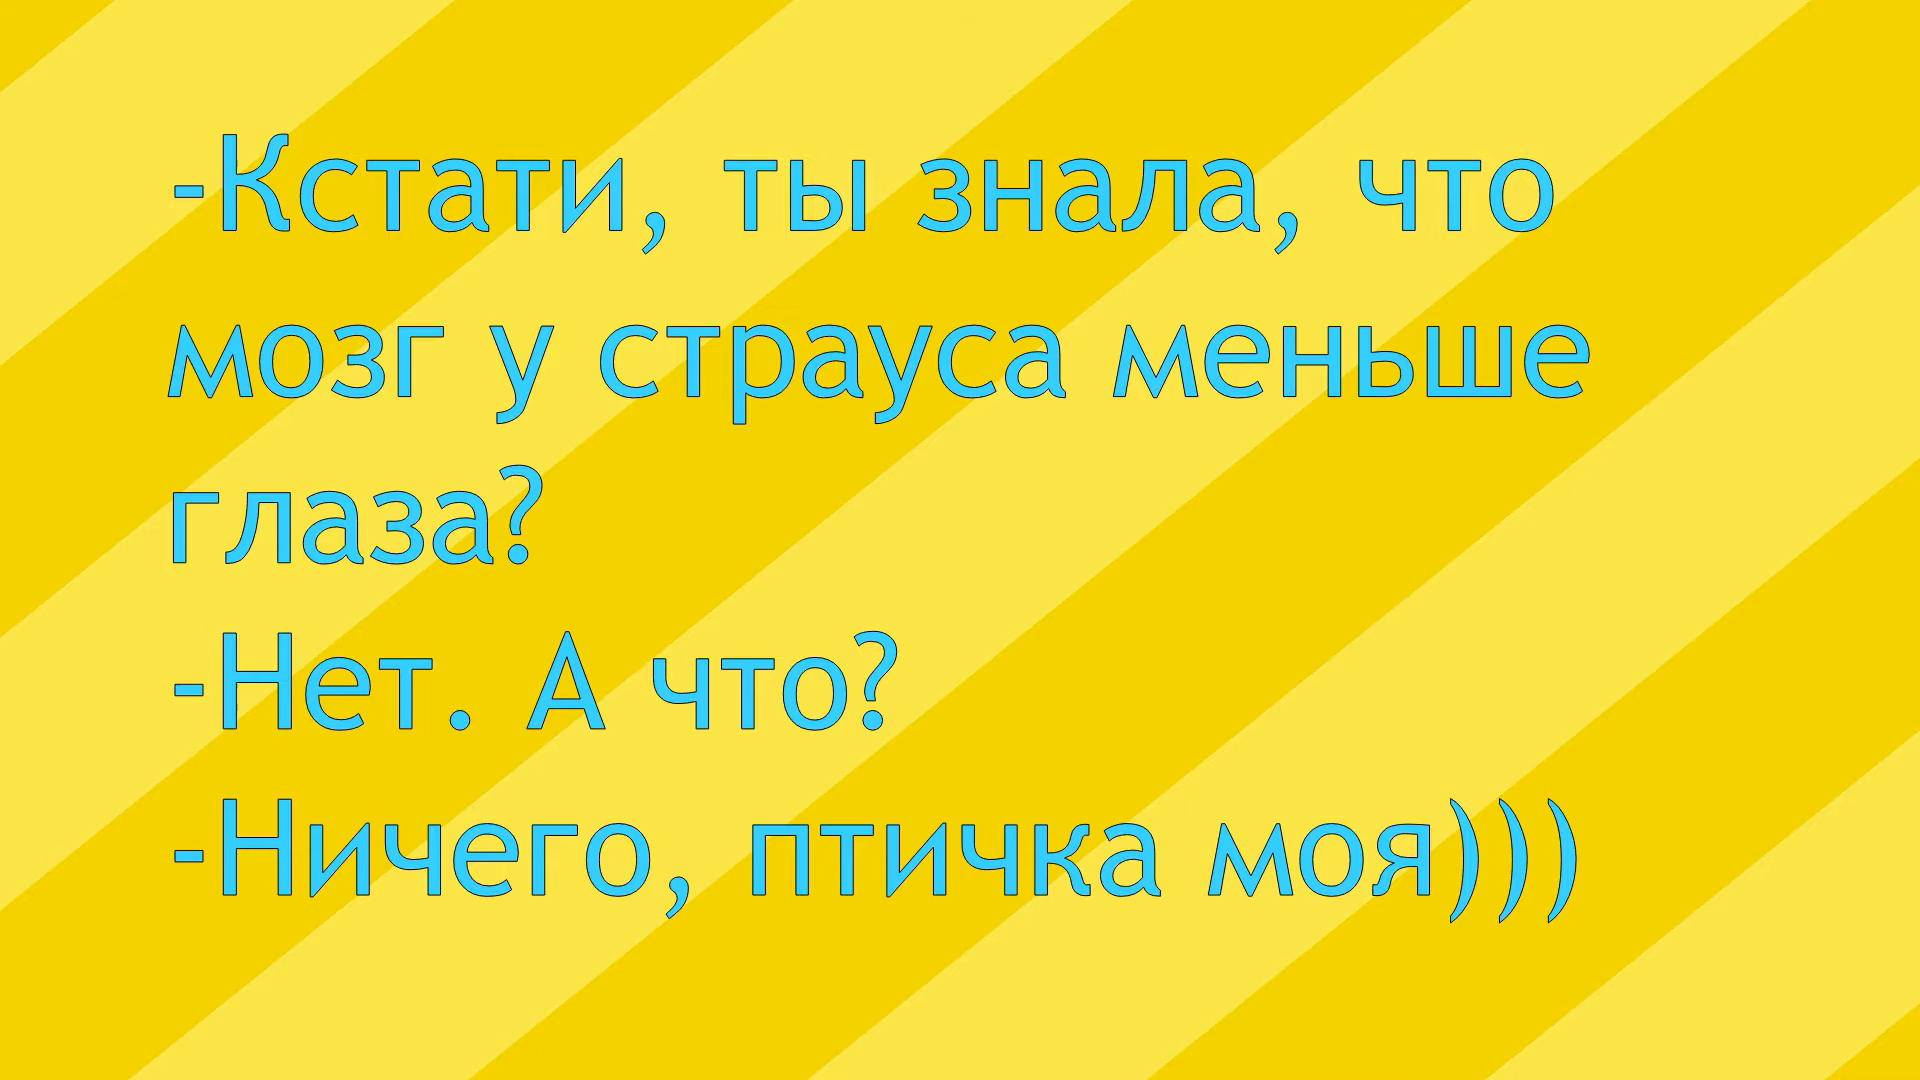 -Кстати, ты знала, что
мозг у страуса меньше
глаза?
-Нет. А что?
-Ничего, птичка моя)))